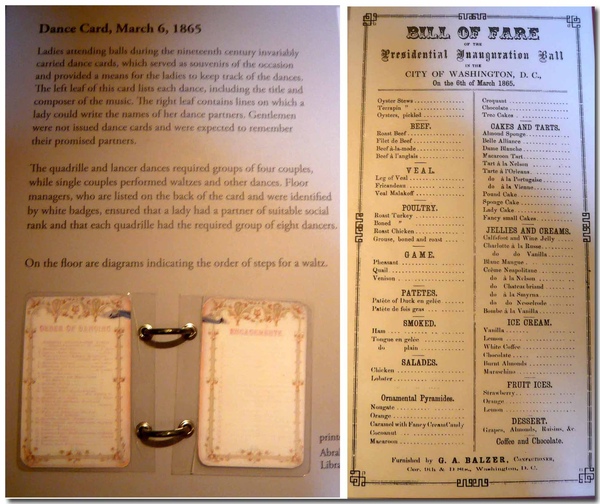 Dance Card, March 6, 1865
Ladies attending balls during the nineteenth century invariably
carried dance cards, which served as souvenirs of the occasion
and provided a means for the ladies to keep track of the dances.
The left leaf of this card lists each dance, including the title and
composer of the music. The right leaf contains lines on which a
lady could write the names of her dance partners. Gentlemen
were not issued dance cards and were expected to remember
their promised partners.
The quadrille and lancer dances required groups of four couples,
while single couples performed waltzes and other dances. Floor
managers, who are listed on the back of the card and were identified
by white badges, ensured that a lady had a partner of suitable social
rank and that each quadrille had the required group of eight dancers.
On the floor are diagrams indicating the order of steps for a waltz.
ORDER OF DANCING.
ENGAGEMENTS.
print
Abra
Libra
BILL OF FARE
OF THE
Presidential Inauguration Ball
IN THE
CITY OF WASHINGTON, D. C.,
On the 6th of March 1865.
Oyster Stews
Terrapin "
Oysters, pickled
BEEF.
Roast Beef
Filet de Beef
Beef à-la-mode
Beef à l'anglais
VEAL.
Leg of Veal
Fricandeau
Veal Malakoff
POULTRY.
Roast Turkey
Boned "
Roast Chicken
Grouse, boned and roast
GAME.
Pheasant
Quail
Venison
PATETES.
Patète of Duck en gelée
Patète de fois gras
SMOKED.
Ham
Tongue en gelée
do plain
SALADES.
Chicken
Lobster
Ornamental Pyramides.
Nougate
Orange
Caramel with Fancy Cream Candy
Cocoanut
Macaroon
Croquant
Chocolate
Tree Cakes
CAKES AND TARTS.
Almond Sponge
Belle Alliance
Dame Blanche
Macaroon Tart
Tart à la Nelson
Tarte à l'Orleans
do à la Portugaise
do à la Vienne
Pound Cake
Sponge Cake
Lady Cake
Fancy small Cakes
JELLIES AND CREAMS.
Calfsfoot and Wine Jelly
Charlotte à la Russe
do do Vanilla
Blanc Mangue
Crême Neapolitane
do à la Nelson
do Chateaubriand
do à la Smyrna
do do Nesselrode
Bombe à la Vanilla
ICE CREAM.
Vanilla
Lemon
White Coffee
Chocolate
Burnt Almonds
Maraschino
FRUIT ICES.
Strawberry
Orange
Lemon
DESSERT.
Grapes, Almonds, Raisins, &c.
Coffee and Chocolate.
Furnished by G. A. BALZER, CONFECTIONER,
Cor. 9th & D Sts., Washington, D. C.